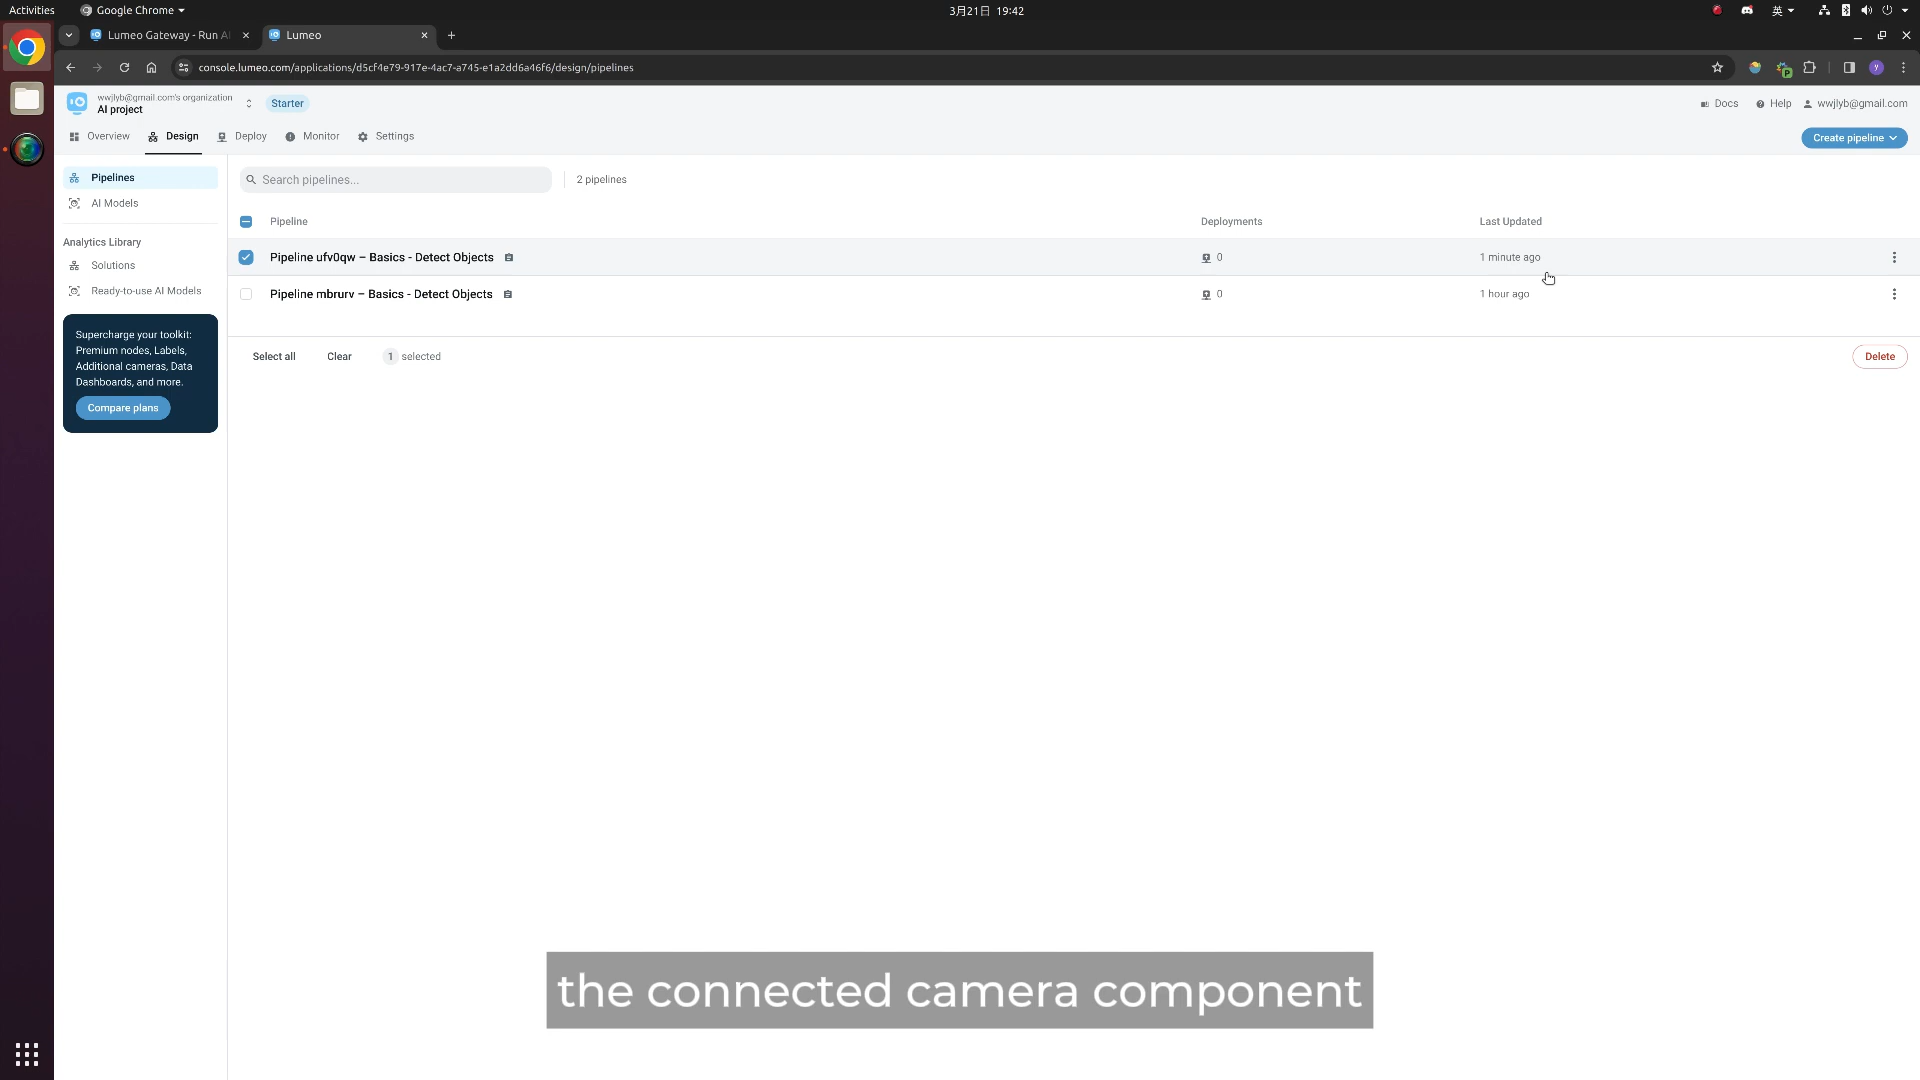 Activities
Google Chrome
3月21日 19:42
英
Lumeo Gateway - Run AI
Lumeo
console.lumeo.com/applications/d5cf4e79-917e-4ac7-a745-e1a2dd6a46f6/design/pipelines
y
wwjlyb@gmail.com's organization
AI project
Starter
Docs
Help
wwjlyb@gmail.com
Overview
Design
Deploy
Monitor
Settings
Create pipeline
Pipelines
AI Models
Analytics Library
Solutions
Ready-to-use AI Models
Supercharge your toolkit:
Premium nodes, Labels,
Additional cameras, Data
Dashboards, and more.
Compare plans
Search pipelines...
2 pipelines
Pipeline
Deployments
Last Updated
Pipeline ufv0qw – Basics - Detect Objects
0
1 minute ago
Pipeline mbrurv – Basics - Detect Objects
0
1 hour ago
Select all
Clear
1 selected
Delete
the connected camera component